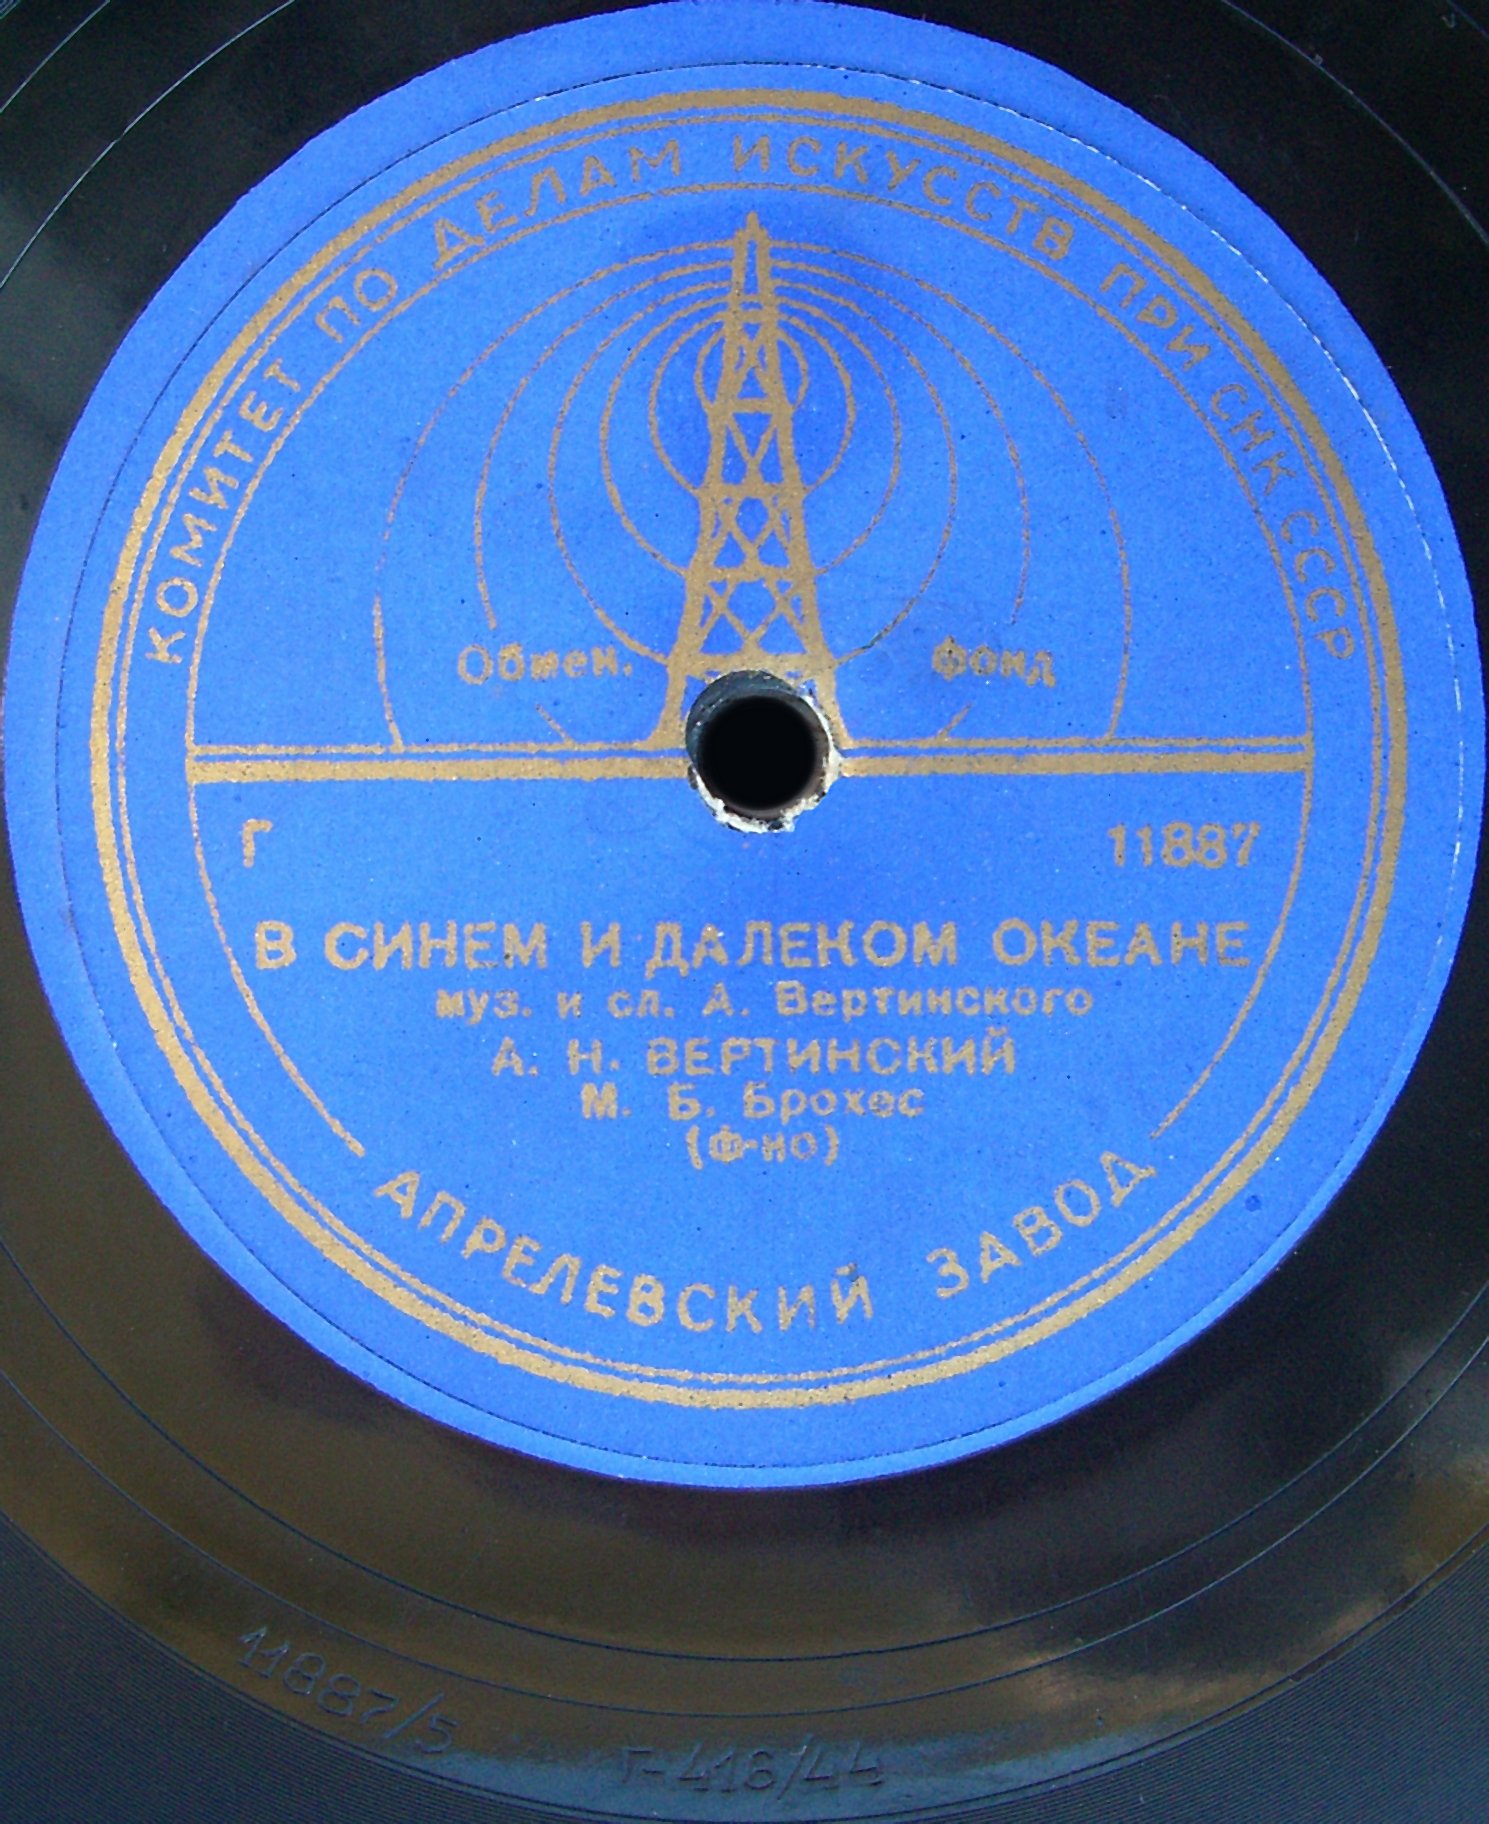 КОМИТЕТ ПО ДЕЛАМ ИСКУССТВ ПРИ СНК СССР
Обмен. Фонд
Г 11887
В СИНЕМ И ДАЛЕКОМ ОКЕАНЕ
муз. и сл. А. Вертинского
А. Н. ВЕРТИНСКИЙ
М. Б. Брохес
(Ф-но)
АПРЕЛЕВСКИЙ ЗАВОД
11887/5
Г-416/44